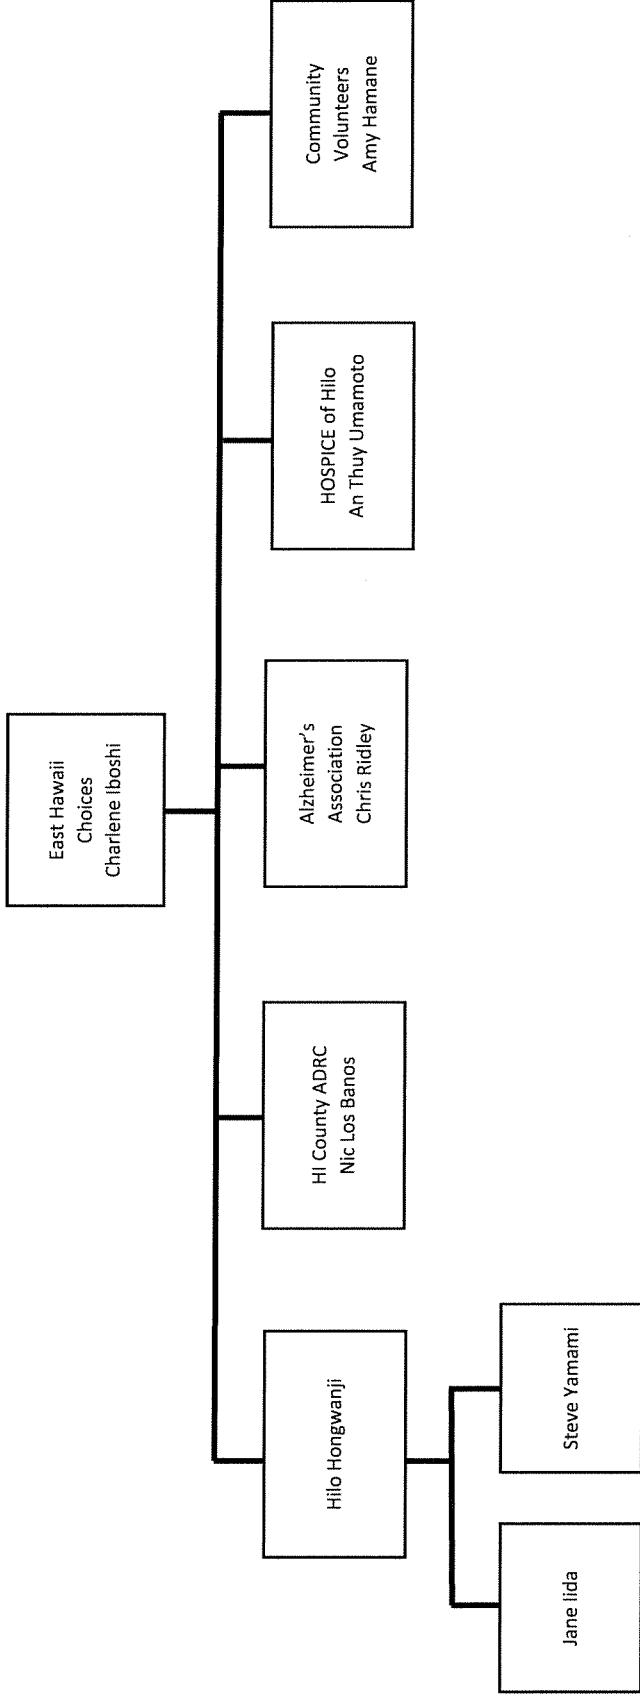 East Hawaii
Choices
Charlene Iboshi
Hilo Hongwanji
HI County ADRC
Nic Los Banos
Alzheimer's
Association
Chris Ridley
HOSPICE of Hilo
An Thuy Umamoto
Community
Volunteers
Amy Hamane
Jane Iida
Steve Yamami